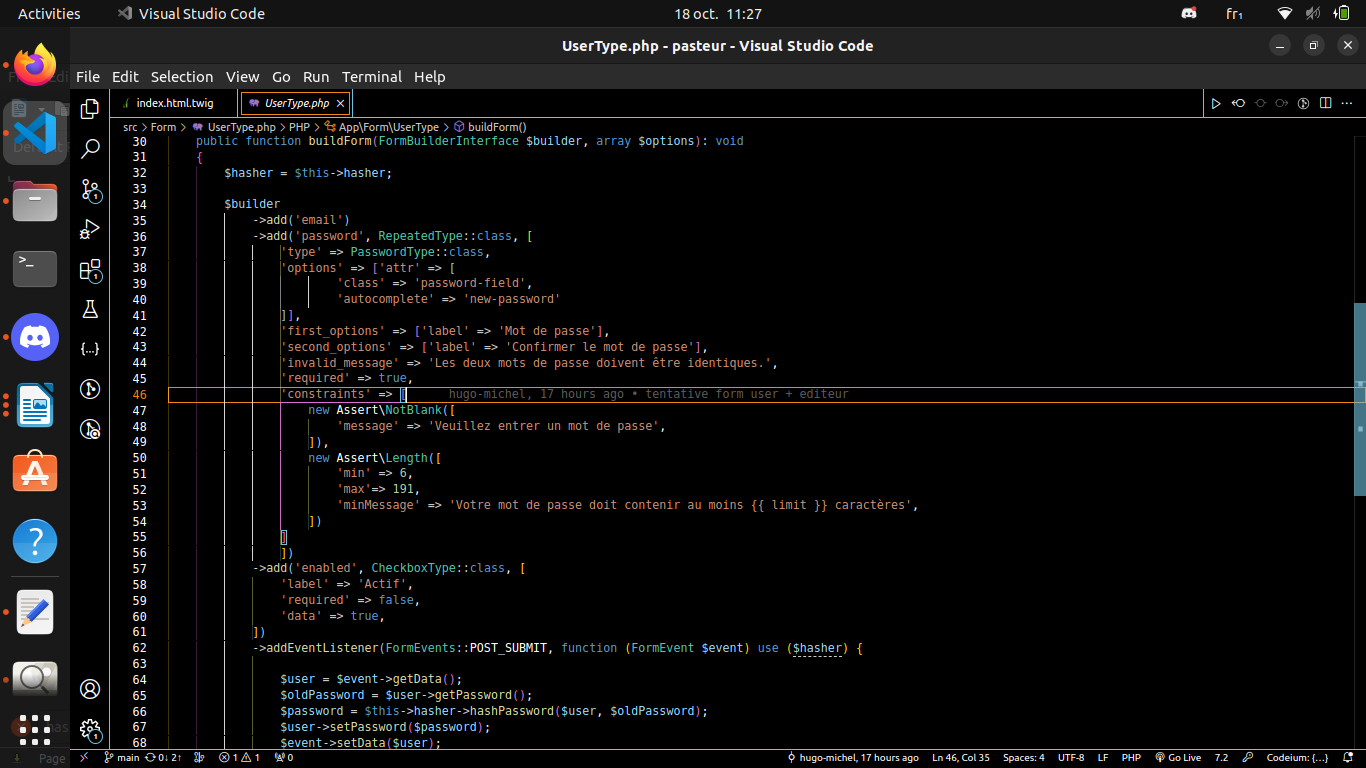 Activities Visual Studio Code 18 oct. 11:27 fr₁
UserType.php - pasteur - Visual Studio Code
File Edit Selection View Go Run Terminal Help
index.html.twig UserType.php
src > Form > UserType.php > PHP > App\Form\UserType > buildForm()
30 public function buildForm(FormBuilderInterface $builder, array $options): void
31 {
32 $hasher = $this->hasher;
33
34 $builder
35 ->add('email')
36 ->add('password', RepeatedType::class, [
37 'type' => PasswordType::class,
38 'options' => ['attr' => [
39 'class' => 'password-field',
40 'autocomplete' => 'new-password'
41 ]],
42 'first_options' => ['label' => 'Mot de passe'],
43 'second_options' => ['label' => 'Confirmer le mot de passe'],
44 'invalid_message' => 'Les deux mots de passe doivent être identiques.',
45 'required' => true,
46 'constraints' => [ hugo-michel, 17 hours ago • tentative form user + editeur
47 new Assert\NotBlank([
48 'message' => 'Veuillez entrer un mot de passe',
49 ]),
50 new Assert\Length([
51 'min' => 6,
52 'max'=> 191,
53 'minMessage' => 'Votre mot de passe doit contenir au moins {{ limit }} caractères',
54 ])
55 ]
56 ])
57 ->add('enabled', CheckboxType::class, [
58 'label' => 'Actif',
59 'required' => false,
60 'data' => true,
61 ])
62 ->addEventListener(FormEvents::POST_SUBMIT, function (FormEvent $event) use ($hasher) {
63
64 $user = $event->getData();
65 $oldPassword = $user->getPassword();
66 $password = $this->hasher->hashPassword($user, $oldPassword);
67 $user->setPassword($password);
68 $event->setData($user);
Page main 0↓ 2↑ 1 1 0 hugo-michel, 17 hours ago Ln 46, Col 35 Spaces: 4 UTF-8 LF PHP Go Live 7.2 Codeium: {...}